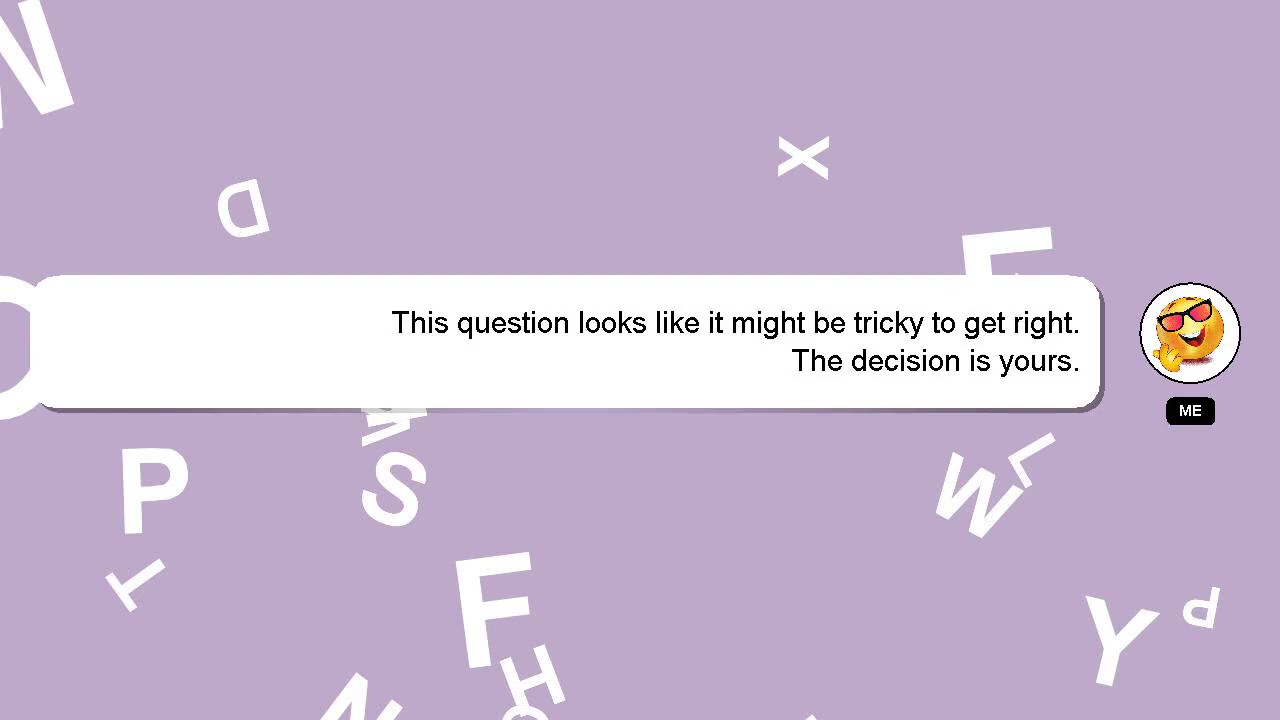 This question looks like it might be tricky to get right.
The decision is yours.
ME
N
D
X
P
S
W
L
T
F
Y
P
H
N